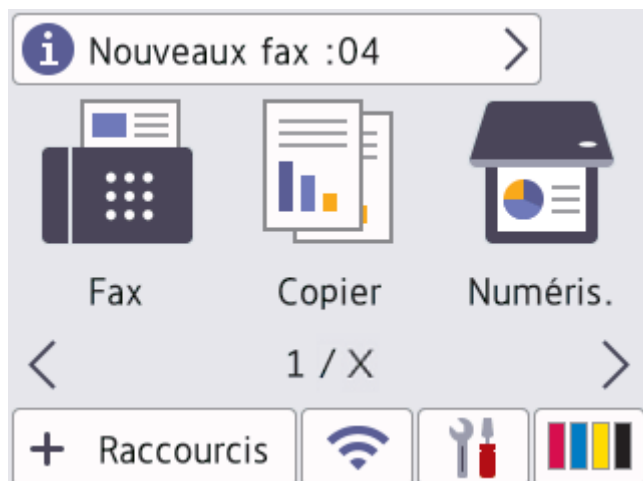 i Nouveaux fax :04
Fax Copier Numéris.
1 / X
+ Raccourcis